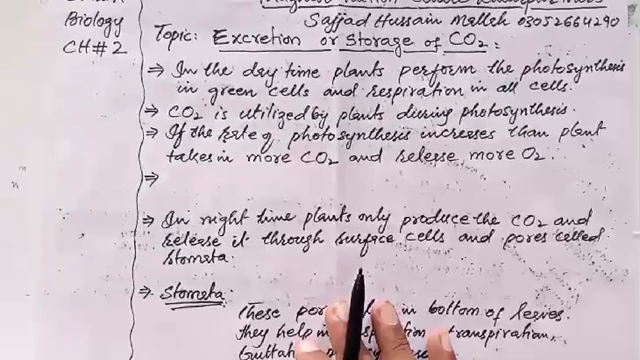 Biology
CH#2
Sajjad Hussain Mallah 03052664290
Topic: Excretion or Storage of CO2:
⇒ In the day time plants perform the photosynthesis
in green cells and respiration in all cells.
⇒ CO2 is utilized by plants during photosynthesis.
⇒ If the rate of photosynthesis increases than plant
takes in more CO2 and release more O2.
⇒
⇒ In night time plants only produce the CO2 and
release it through surface cells and pores called
Stomata.
⇒ Stomata:
These in bottom of leaves.
they help in transpiration,